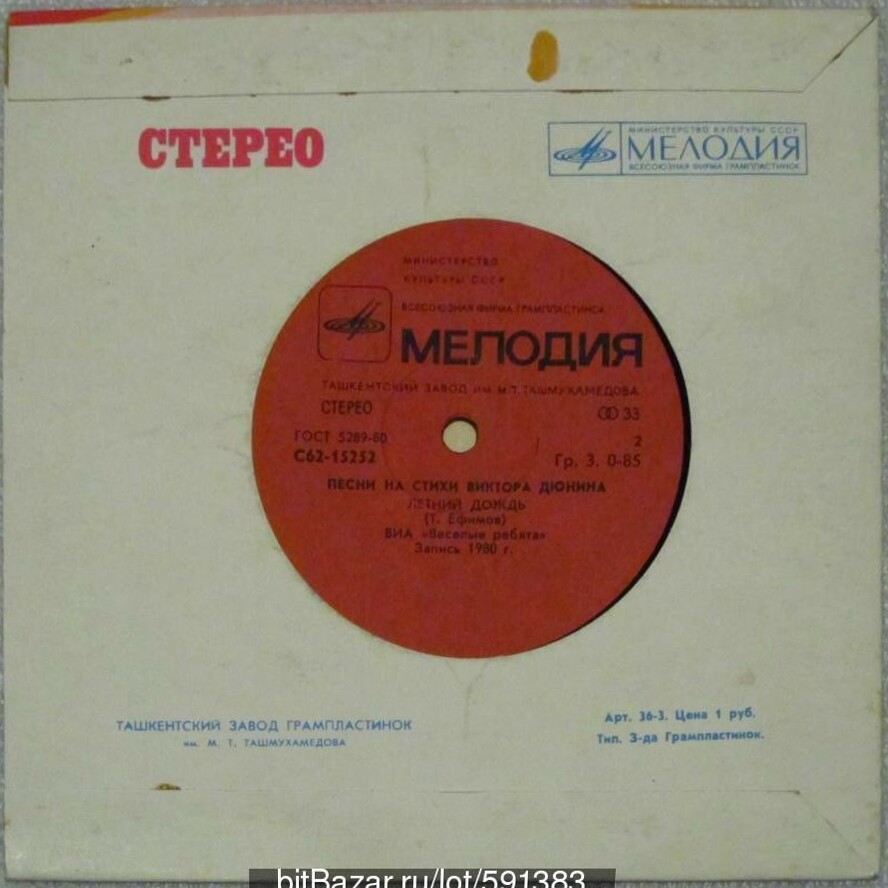 СТЕРЕО
МИНИСТЕРСТВО КУЛЬТУРЫ СССР
МЕЛОДИЯ
ВСЕСОЮЗНАЯ ФИРМА ГРАМПЛАСТИНОК
МИНИСТЕРСТВО
КУЛЬТУРЫ СССР
ВСЕСОЮЗНАЯ ФИРМА ГРАМПЛАСТИНОК
МЕЛОДИЯ
ТАШКЕНТСКИЙ ЗАВОД ИМ. М. Т. ТАШМУХАМЕДОВА
СТЕРЕО
33
ГОСТ 5289-80
2
С62-15252
Гр. 3. 0-85
ПЕСНИ НА СТИХИ ВИКТОРА ДЮНИНА
ЛЕТНИЙ ДОЖДЬ
(Т. Ефимов)
ВИА «Веселые ребята»
Запись 1980 г.
ТАШКЕНТСКИЙ ЗАВОД ГРАМПЛАСТИНОК
им. М. Т. ТАШМУХАМЕДОВА
Арт. 36-3. Цена 1 руб.
Тип. З-да Грампластинок.
bitBazar.ru/lot/591383